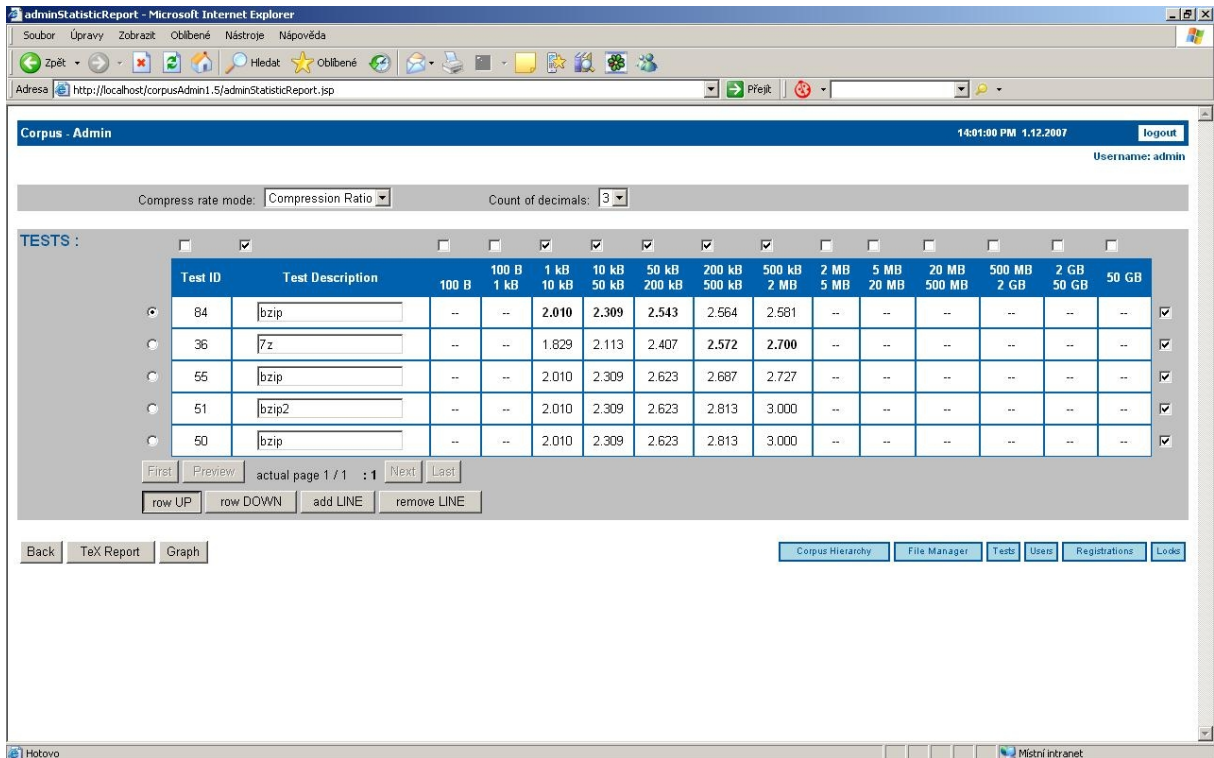 adminStatisticReport - Microsoft Internet Explorer
Soubor Úpravy Zobrazit Oblíbené Nástroje Nápověda
Zpět Hledat Oblíbené
Adresa http://localhost/corpusAdmin1.5/adminStatisticReport.jsp Přejít
Corpus - Admin 14:01:00 PM 1.12.2007 logout
Username: admin
Compress rate mode: Compression Ratio Count of decimals: 3
TESTS :
Test ID Test Description 100 B 100 B 1 kB 1 kB 10 kB 10 kB 50 kB 50 kB 200 kB 200 kB 500 kB 500 kB 2 MB 2 MB 5 MB 5 MB 20 MB 20 MB 500 MB 500 MB 2 GB 2 GB 50 GB 50 GB
84 bzip -- -- 2.010 2.309 2.543 2.564 2.581 -- -- -- -- -- --
36 7z -- -- 1.829 2.113 2.407 2.572 2.700 -- -- -- -- -- --
55 bzip -- -- 2.010 2.309 2.623 2.687 2.727 -- -- -- -- -- --
51 bzip2 -- -- 2.010 2.309 2.623 2.813 3.000 -- -- -- -- -- --
50 bzip -- -- 2.010 2.309 2.623 2.813 3.000 -- -- -- -- -- --
First Preview actual page 1 / 1 : 1 Next Last
row UP row DOWN add LINE remove LINE
Back TeX Report Graph Corpus Hierarchy File Manager Tests Users Registrations Locks
Hotovo Místní intranet